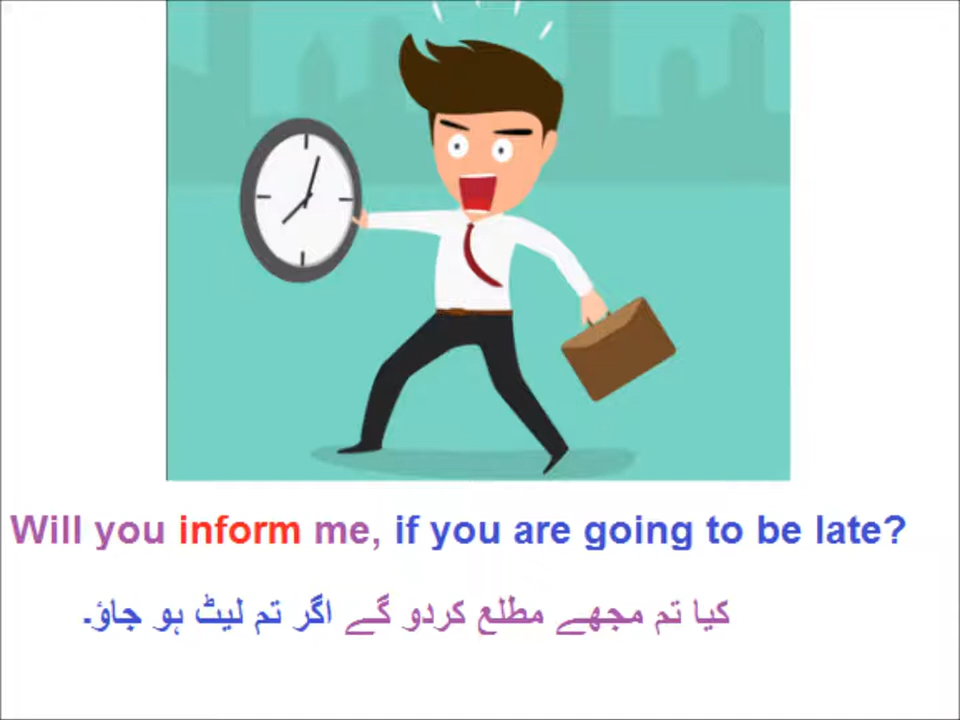 Will you inform me, if you are going to be late?
کیا تم مجھے مطلع کردو گے اگر تم لیٹ ہو جاؤ۔